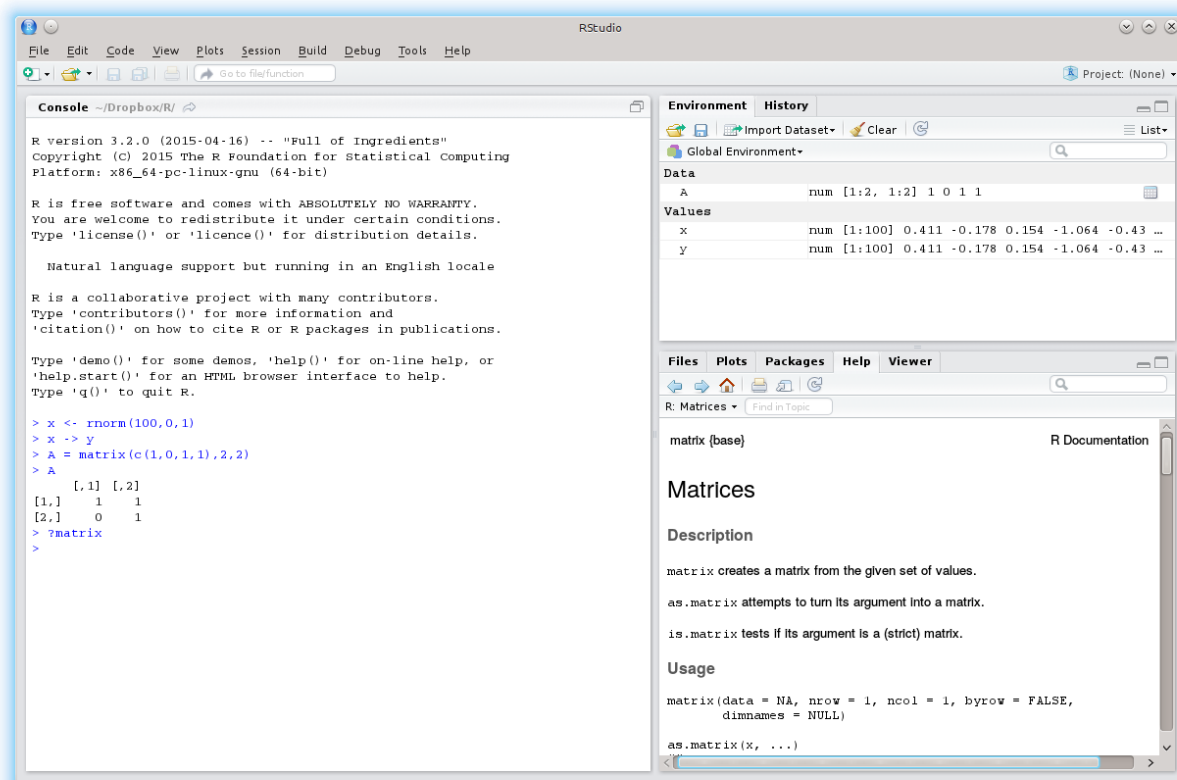 RStudio
File Edit Code View Plots Session Build Debug Tools Help
Go to file/function
Project: (None)
Console ~/Dropbox/R/
R version 3.2.0 (2015-04-16) -- "Full of Ingredients"
Copyright (C) 2015 The R Foundation for Statistical Computing
Platform: x86_64-pc-linux-gnu (64-bit)
R is free software and comes with ABSOLUTELY NO WARRANTY.
You are welcome to redistribute it under certain conditions.
Type 'license()' or 'licence()' for distribution details.
Natural language support but running in an English locale
R is a collaborative project with many contributors.
Type 'contributors()' for more information and
'citation()' on how to cite R or R packages in publications.
Type 'demo()' for some demos, 'help()' for on-line help, or
'help.start()' for an HTML browser interface to help.
Type 'q()' to quit R.
> x <- rnorm(100,0,1)
> x -> y
> A = matrix(c(1,0,1,1),2,2)
> A
[,1] [,2]
[1,] 1 1
[2,] 0 1
> ?matrix
>
Environment History
Import Dataset Clear List
Global Environment
Data
A num [1:2, 1:2] 1 0 1 1
Values
x num [1:100] 0.411 -0.178 0.154 -1.064 -0.43 ...
y num [1:100] 0.411 -0.178 0.154 -1.064 -0.43 ...
Files Plots Packages Help Viewer
R: Matrices Find in Topic
matrix {base} R Documentation
Matrices
Description
matrix creates a matrix from the given set of values.
as.matrix attempts to turn its argument into a matrix.
is.matrix tests if its argument is a (strict) matrix.
Usage
matrix(data = NA, nrow = 1, ncol = 1, byrow = FALSE,
dimnames = NULL)
as.matrix(x, ...)